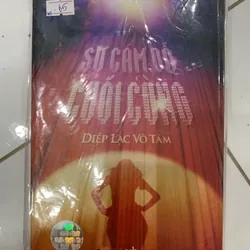 SỰ CÁM DỖ
CUỐI CÙNG
DIỆP LẠC VÔ TÂM